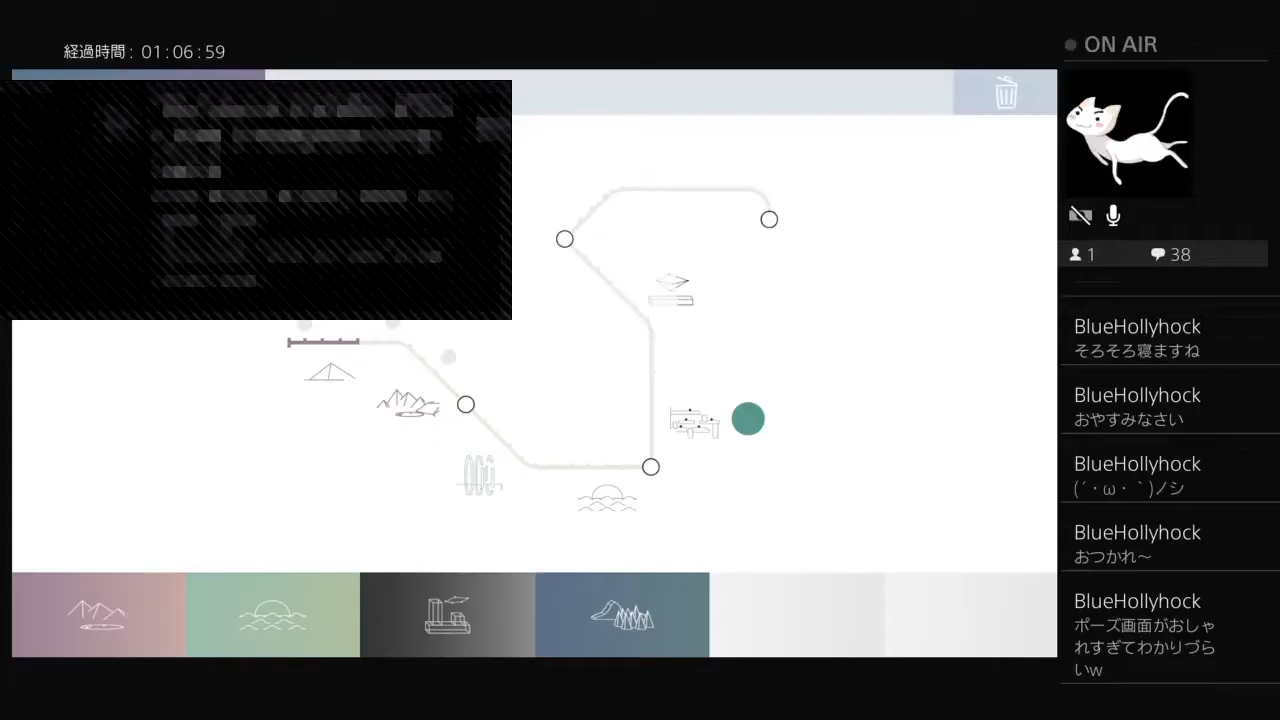 経過時間: 01:06:59
ON AIR
1
38
BlueHollyhock
そろそろ寝ますね
BlueHollyhock
おやすみなさい
BlueHollyhock
(´・ω・｀)ノシ
BlueHollyhock
おつかれ～
BlueHollyhock
ポーズ画面がおしゃ
れすぎてわかりづら
いw